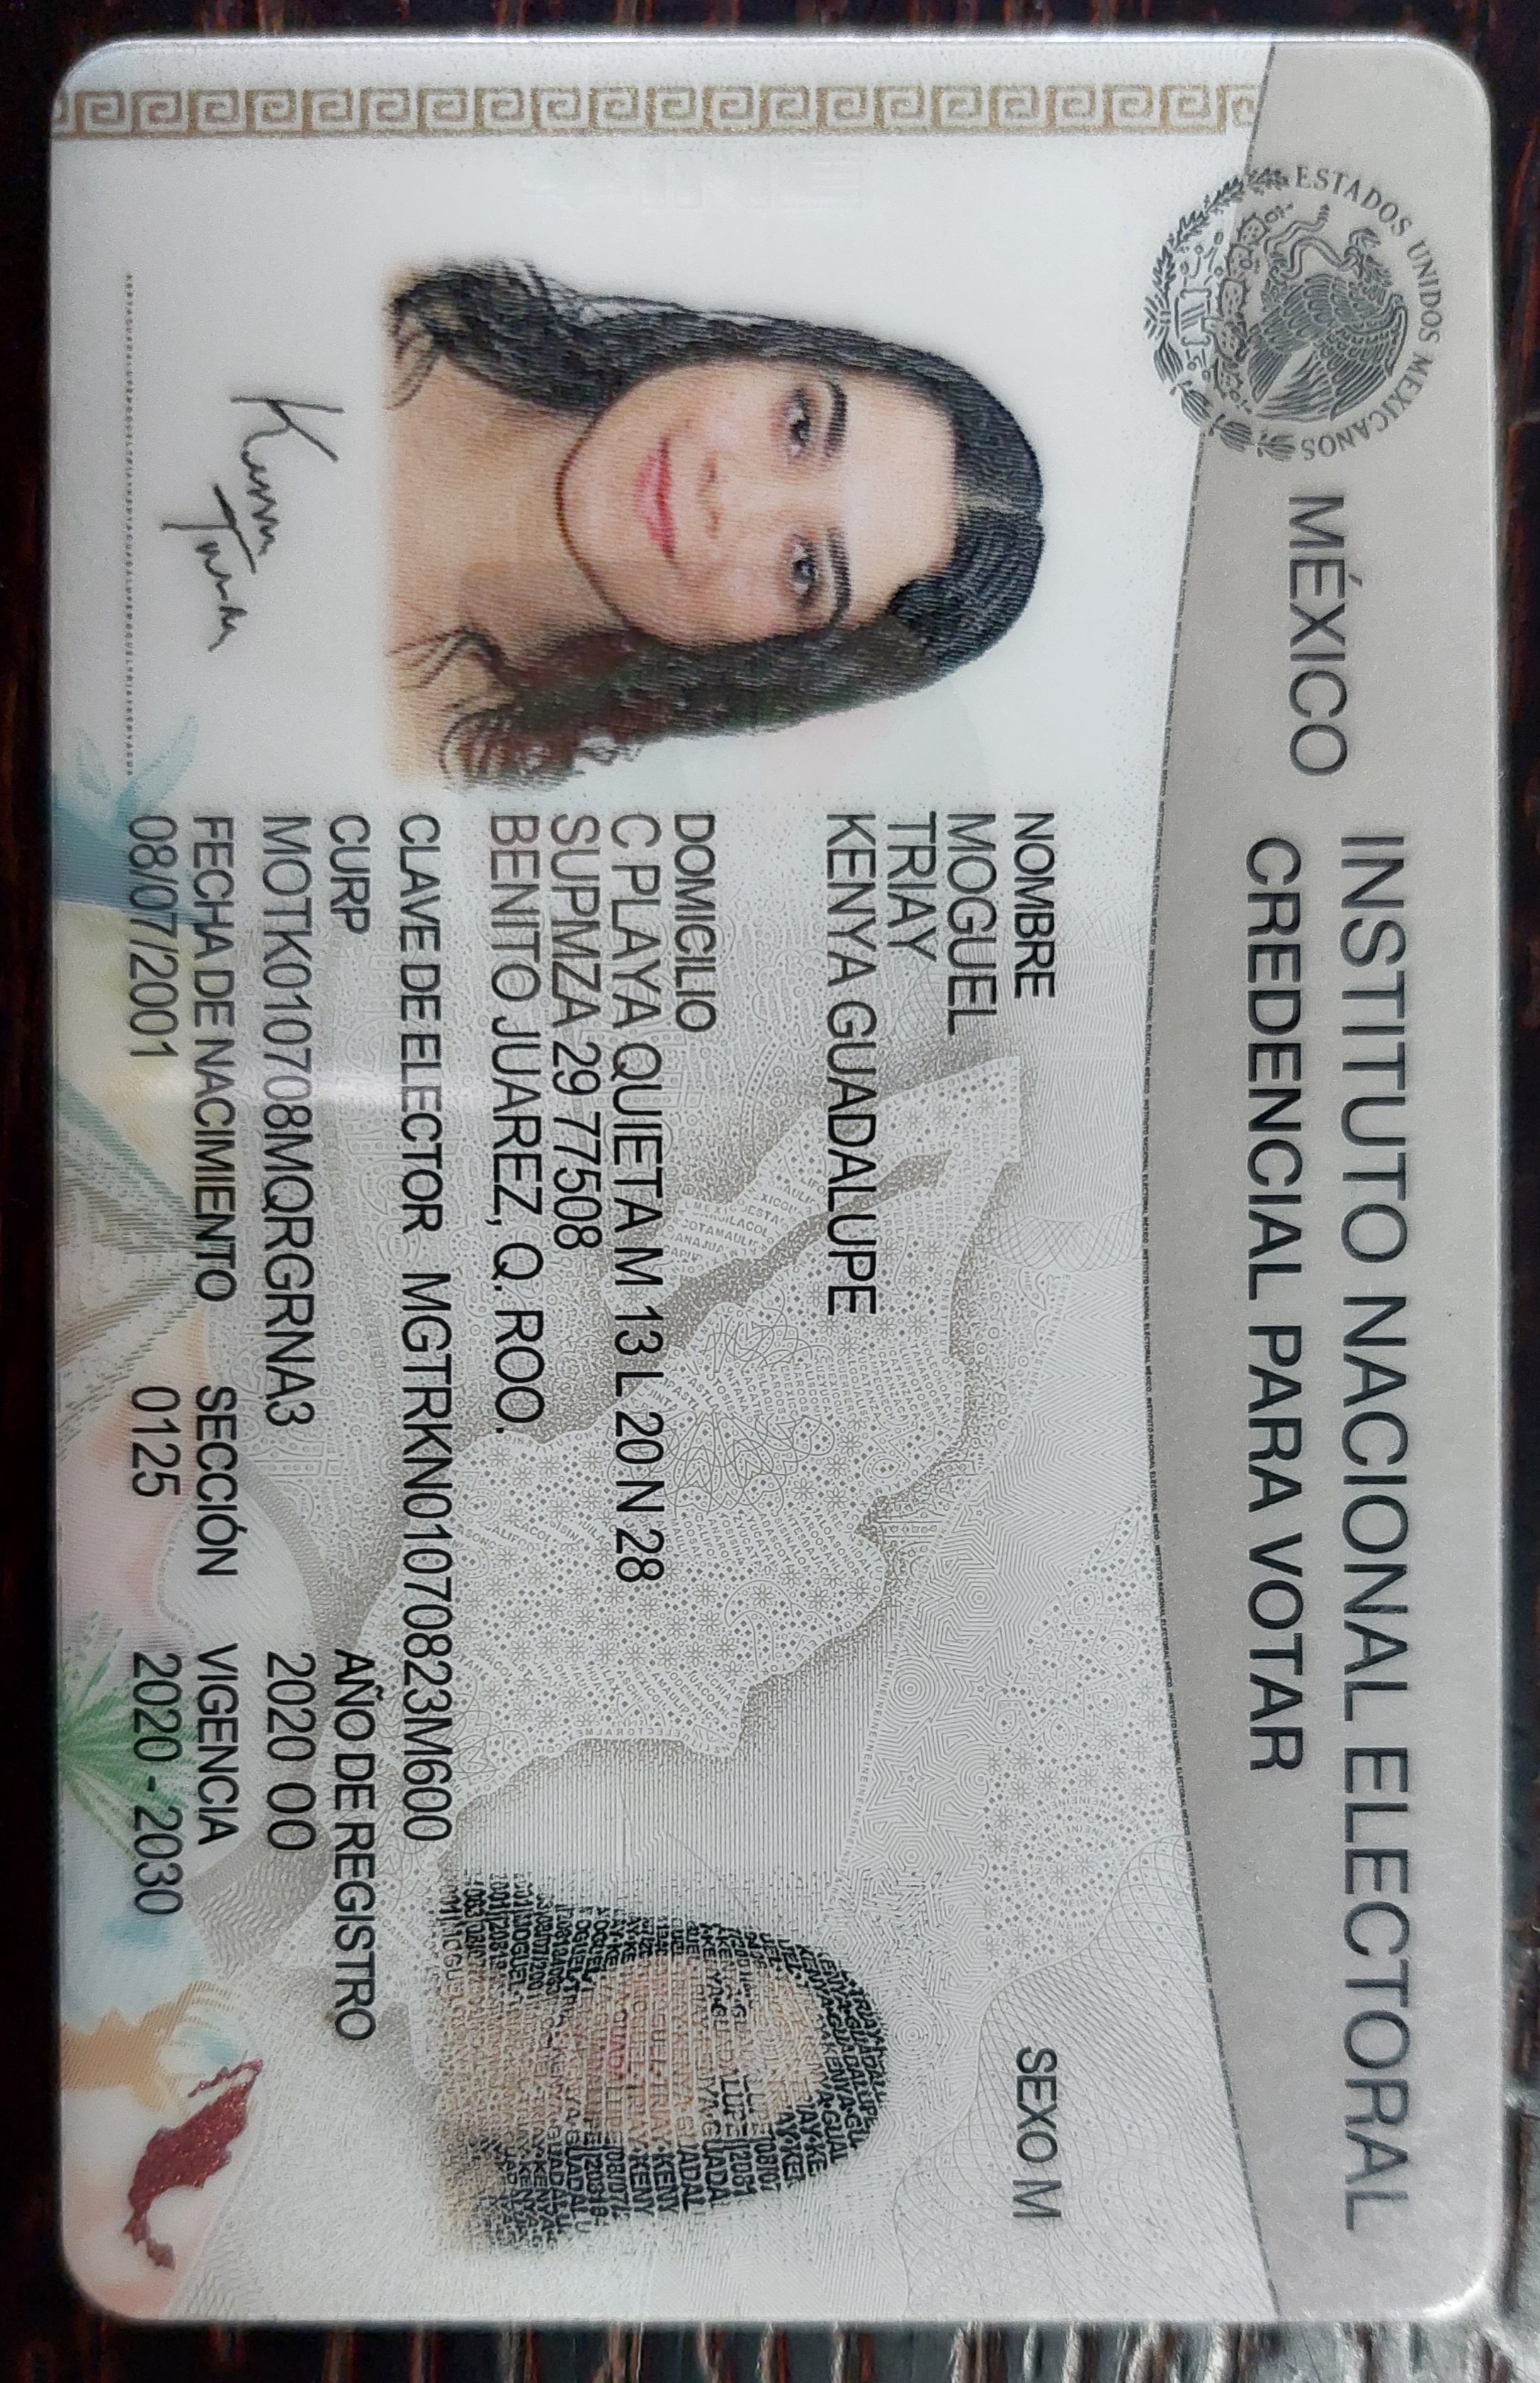 ESTADOS UNIDOS MEXICANOS
MÉXICO INSTITUTO NACIONAL ELECTORAL
CREDENCIAL PARA VOTAR
NOMBRE
MOGUEL
TRIAY
KENYA GUADALUPE
SEXO M
DOMICILIO
C PLAYA QUIETA M 13 L 20 N 28
SUPMZA 29 77508
BENITO JUAREZ, Q. ROO.
CLAVE DE ELECTOR MGTRKN01070823M600
CURP
MOTK010708MQRGRNA3
AÑO DE REGISTRO
2020 00
FECHA DE NACIMIENTO
08/07/2001
SECCIÓN
0125
VIGENCIA
2020 - 2030